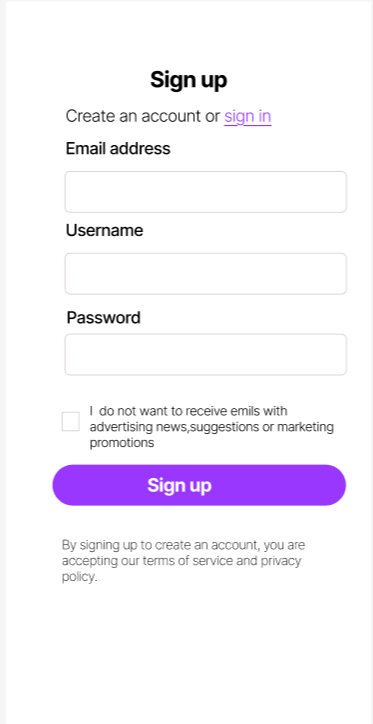 Sign up
Create an account or sign in
Email address
Username
Password
I do not want to receive emils with
advertising news,suggestions or marketing
promotions
Sign up
By signing up to create an account, you are
accepting our terms of service and privacy
policy.